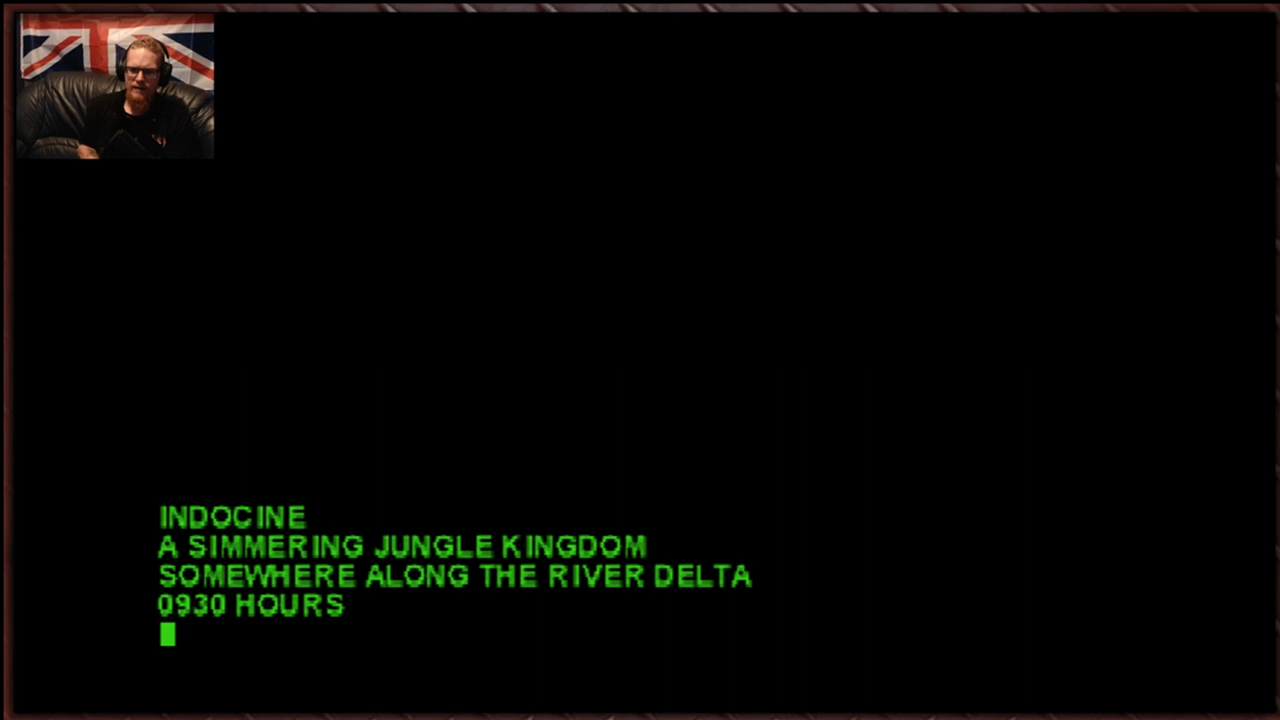 INDOCINE
A SIMMERING JUNGLE KINGDOM
SOMEWHERE ALONG THE RIVER DELTA
0930 HOURS